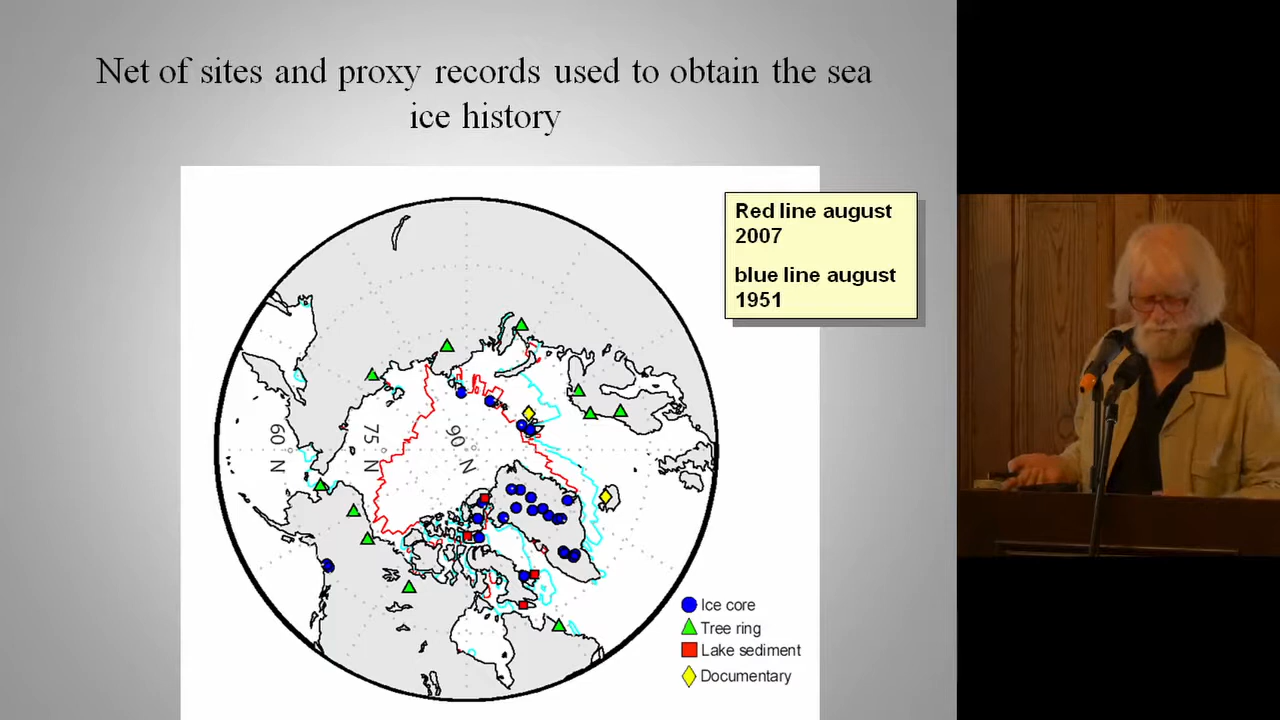 Net of sites and proxy records used to obtain the sea
ice history
Red line august
2007
blue line august
1951
60° N
75° N
90° N
Ice core
Tree ring
Lake sediment
Documentary